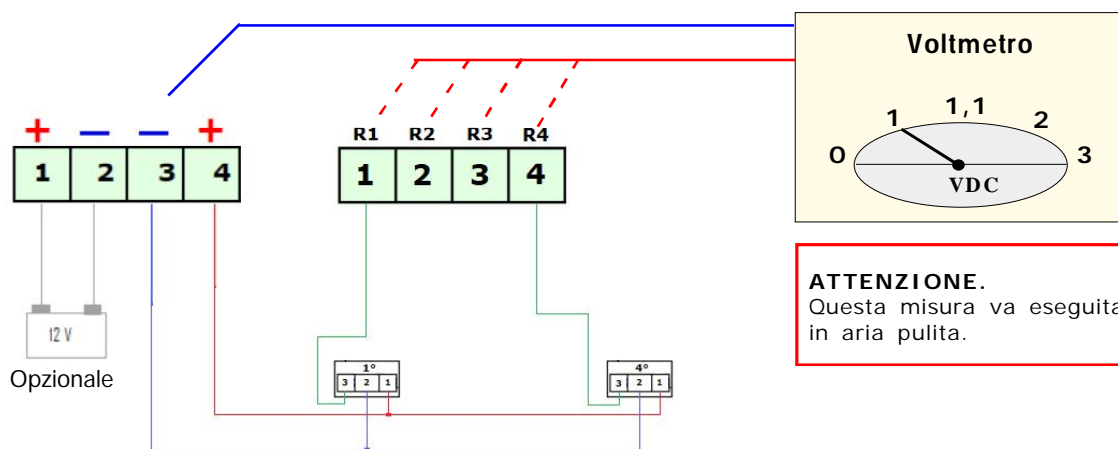 Voltmetro
0 1 1,1 2 3
VDC
+ − − +
1 2 3 4
R1 R2 R3 R4
1 2 3 4
12 V
Opzionale
1°
3 2 1
4°
3 2 1
ATTENZIONE.
Questa misura va eseguita
in aria pulita.